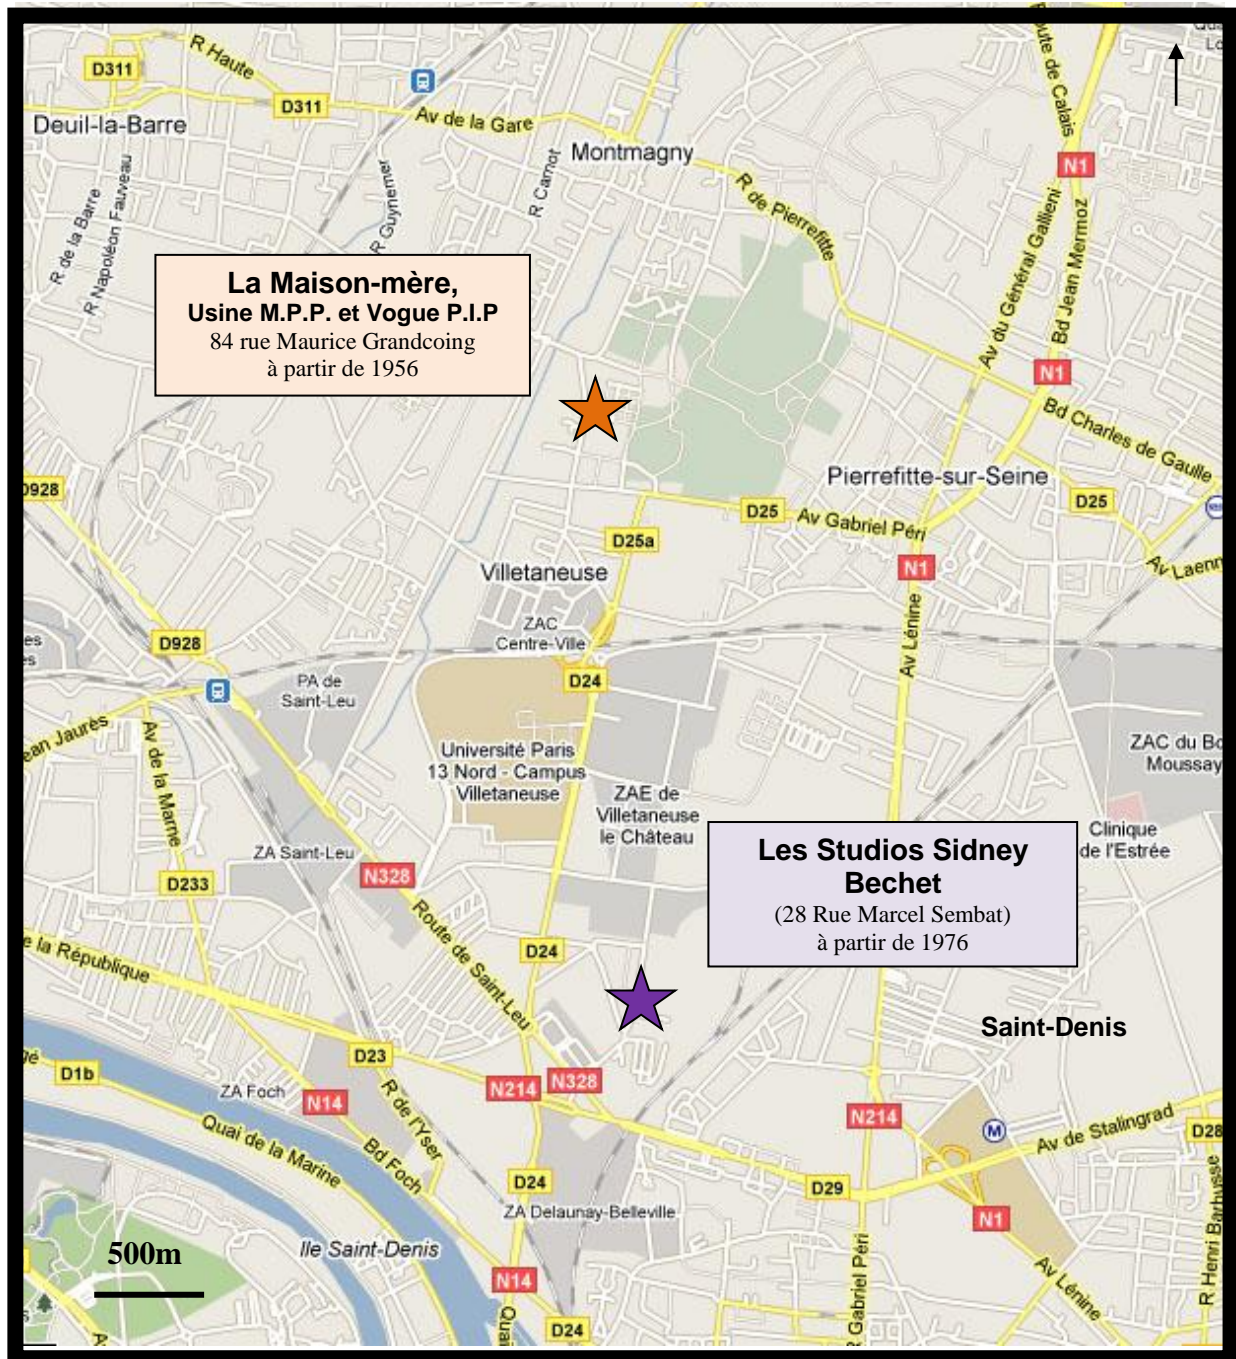 Route de Calais
R Haute
D311
D311
Av de la Gare
Deuil-la-Barre
Montmagny
N1
R Carnot
R Guynemer
R de la Barre
R Napoléon Fauveau
R de Pierrefitte
Av du Général Gallieni
Bd Jean Mermoz
La Maison-mère,
Usine M.P.P. et Vogue P.I.P
84 rue Maurice Grandcoing
à partir de 1956
N1
Bd Charles de Gaulle
Pierrefitte-sur-Seine
D928
D25
Av Gabriel Péri
D25
D25a
Av Laenn
N1
Villetaneuse
ZAC
Centre-Ville
D928
Av Lénine
D24
PA de
Saint-Leu
ean Jaurès
Av de la Marne
Université Paris
13 Nord - Campus
Villetaneuse
ZAC du Bo
Moussay
ZAE de
Villetaneuse
le Château
Clinique
de l'Estrée
Les Studios Sidney
Bechet
(28 Rue Marcel Sembat)
à partir de 1976
ZA Saint-Leu
N328
D233
Route de Saint-Leu
e la République
D24
Saint-Denis
D23
D1b
ZA Foch
N14
R de l'Yser
N214
N328
N214
M
Av de Stalingrad
D28
Quai de la Marine
Bd Foch
D24
D29
ZA Delaunay-Belleville
N1
R Henri Barbusse
Ile Saint-Denis
500m
N14
R Gabriel Péri
Av Lénine
Quai
D24